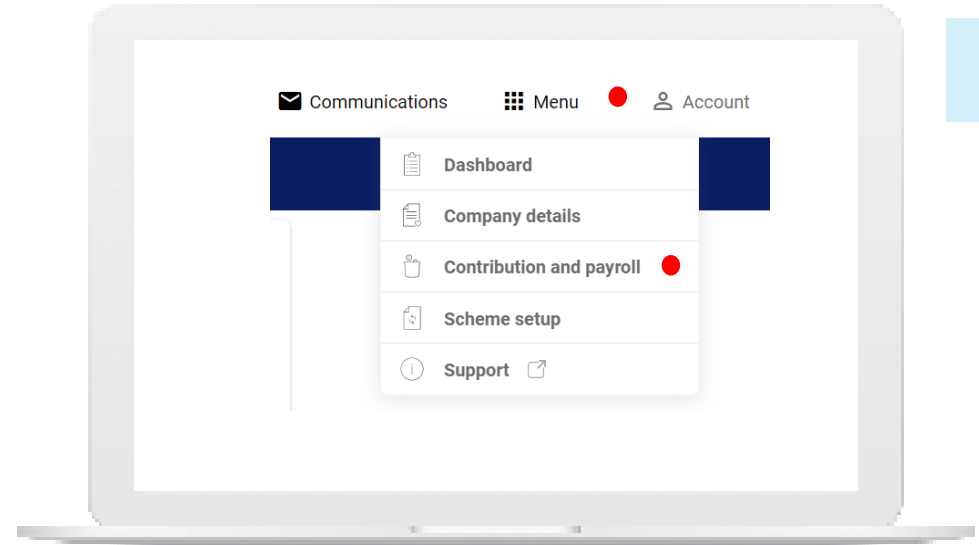 Communications Menu Account
Dashboard
Company details
Contribution and payroll
Scheme setup
Support